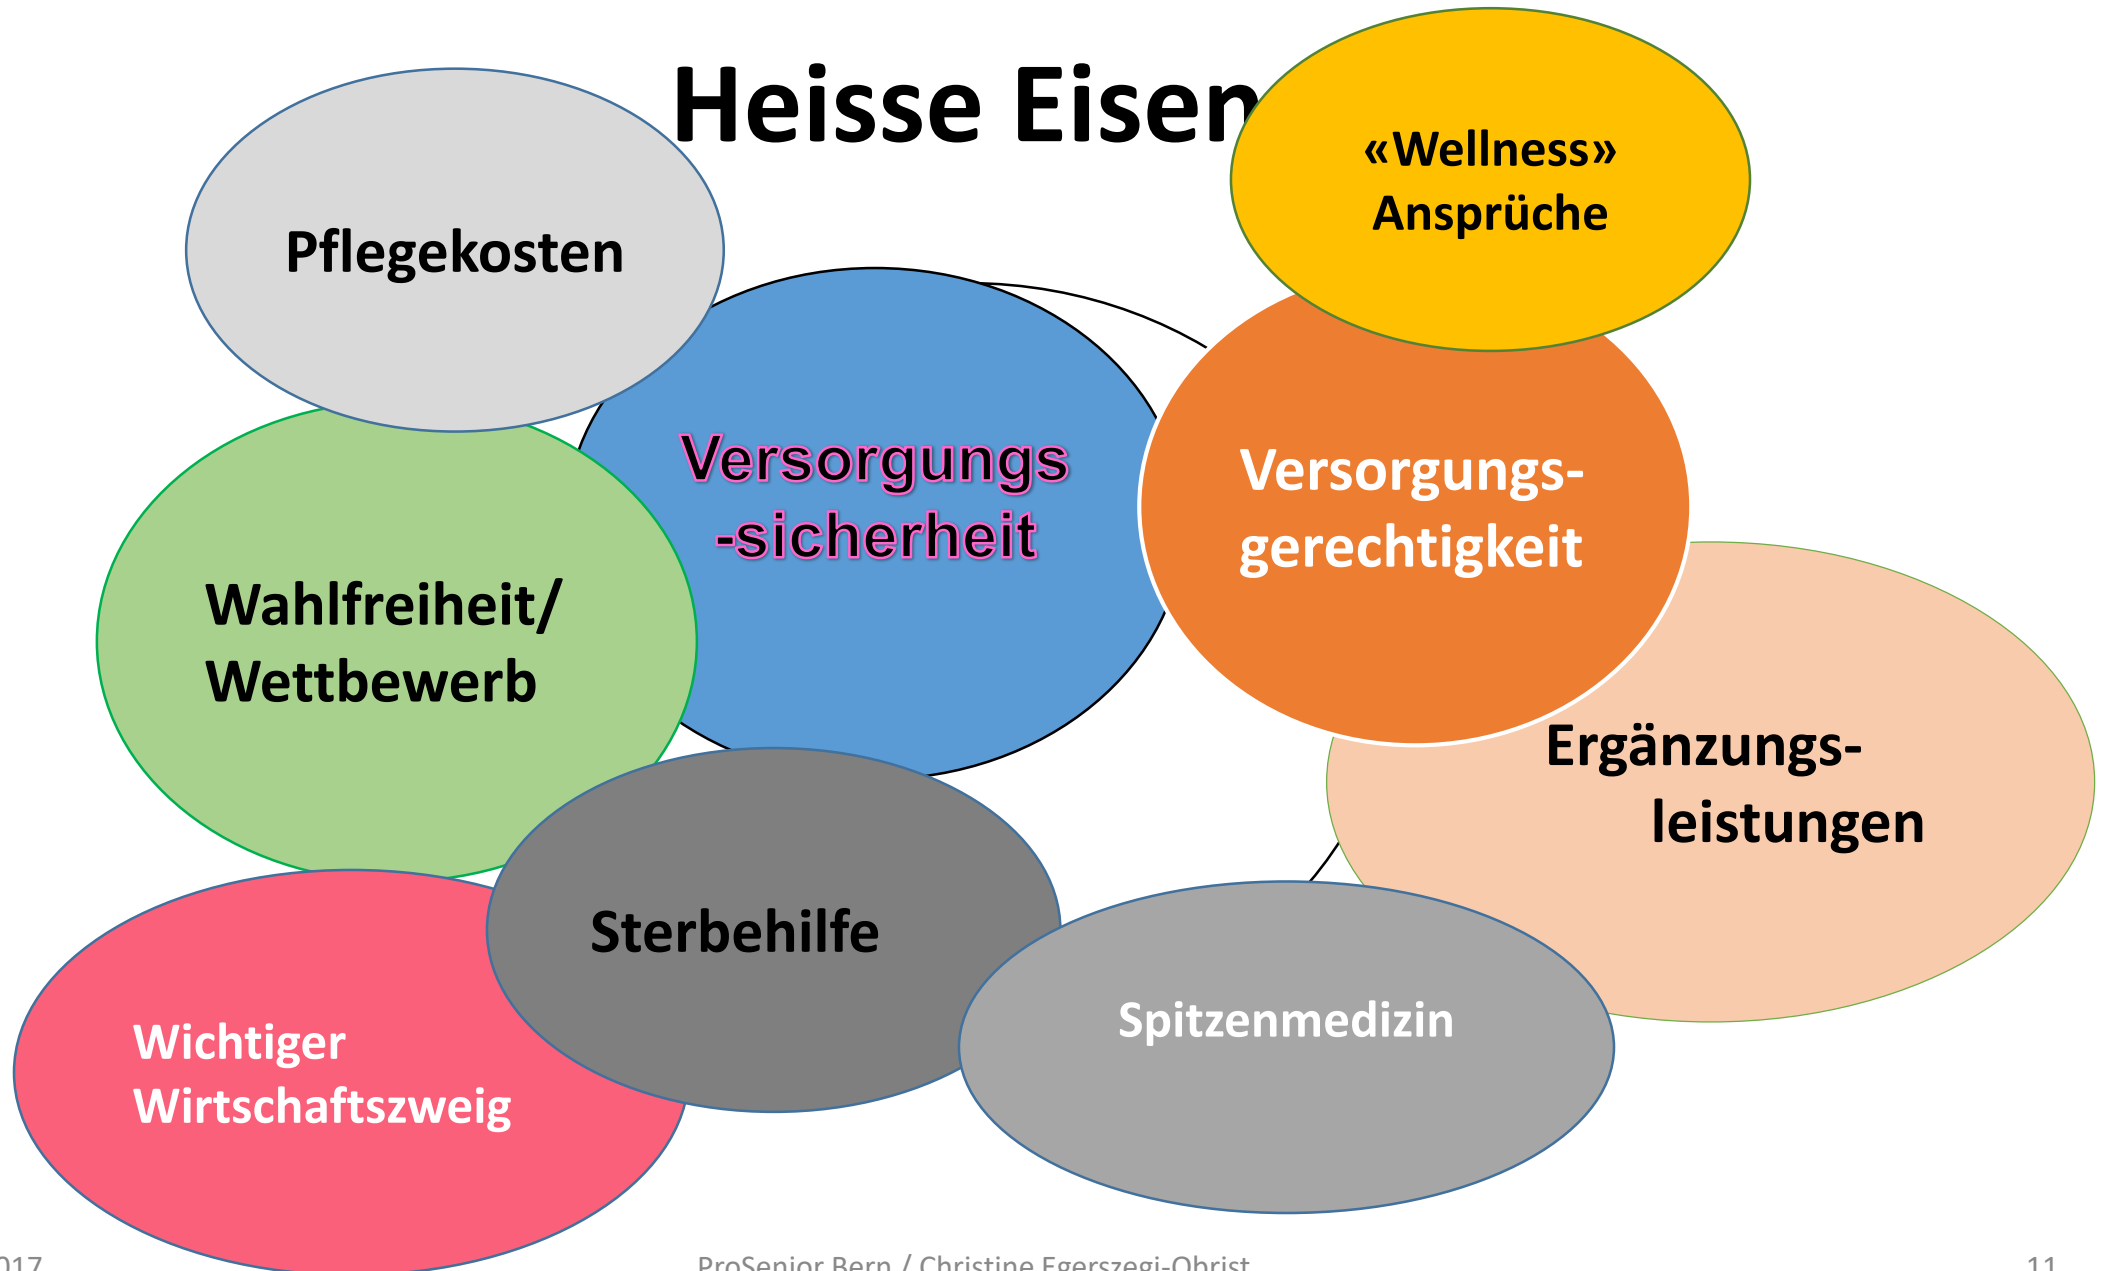 Heisse Eisen
«Wellness»
Ansprüche
Pflegekosten
Versorgungs
-sicherheit
Versorgungs-
gerechtigkeit
Wahlfreiheit/
Wettbewerb
Ergänzungs-
leistungen
Sterbehilfe
Spitzenmedizin
Wichtiger
Wirtschaftszweig
ProSenior Bern / Christine Egerszegi-Obrist
11